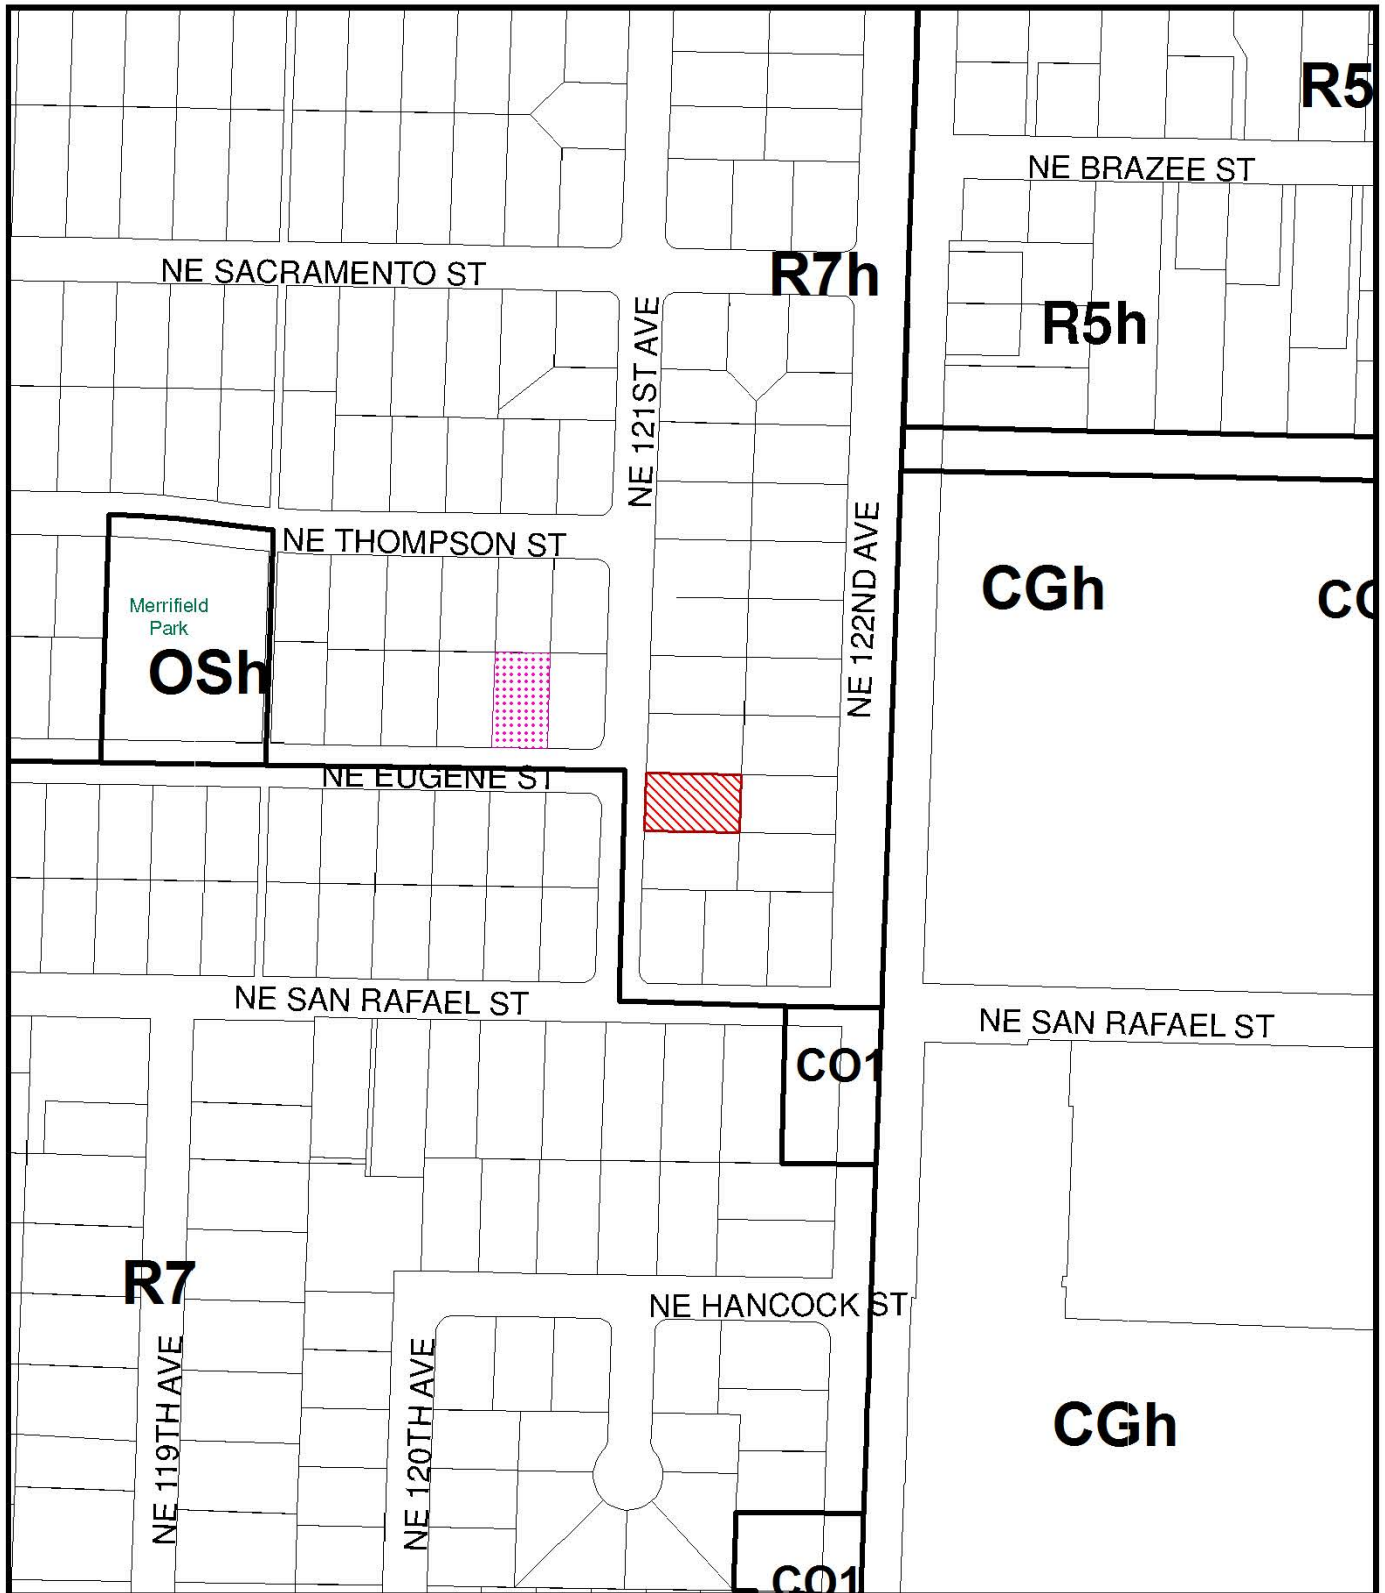 R5
NE BRAZEE ST
R7h
NE SACRAMENTO ST
R5h
NE 121ST AVE
NE THOMPSON ST
NE 122ND AVE
CGh
Merrifield
Park
OSh
NE EUGENE ST
NE SAN RAFAEL ST
NE SAN RAFAEL ST
CO1
R7
NE HANCOCK ST
NE 119TH AVE
NE 120TH AVE
CGh
CO1